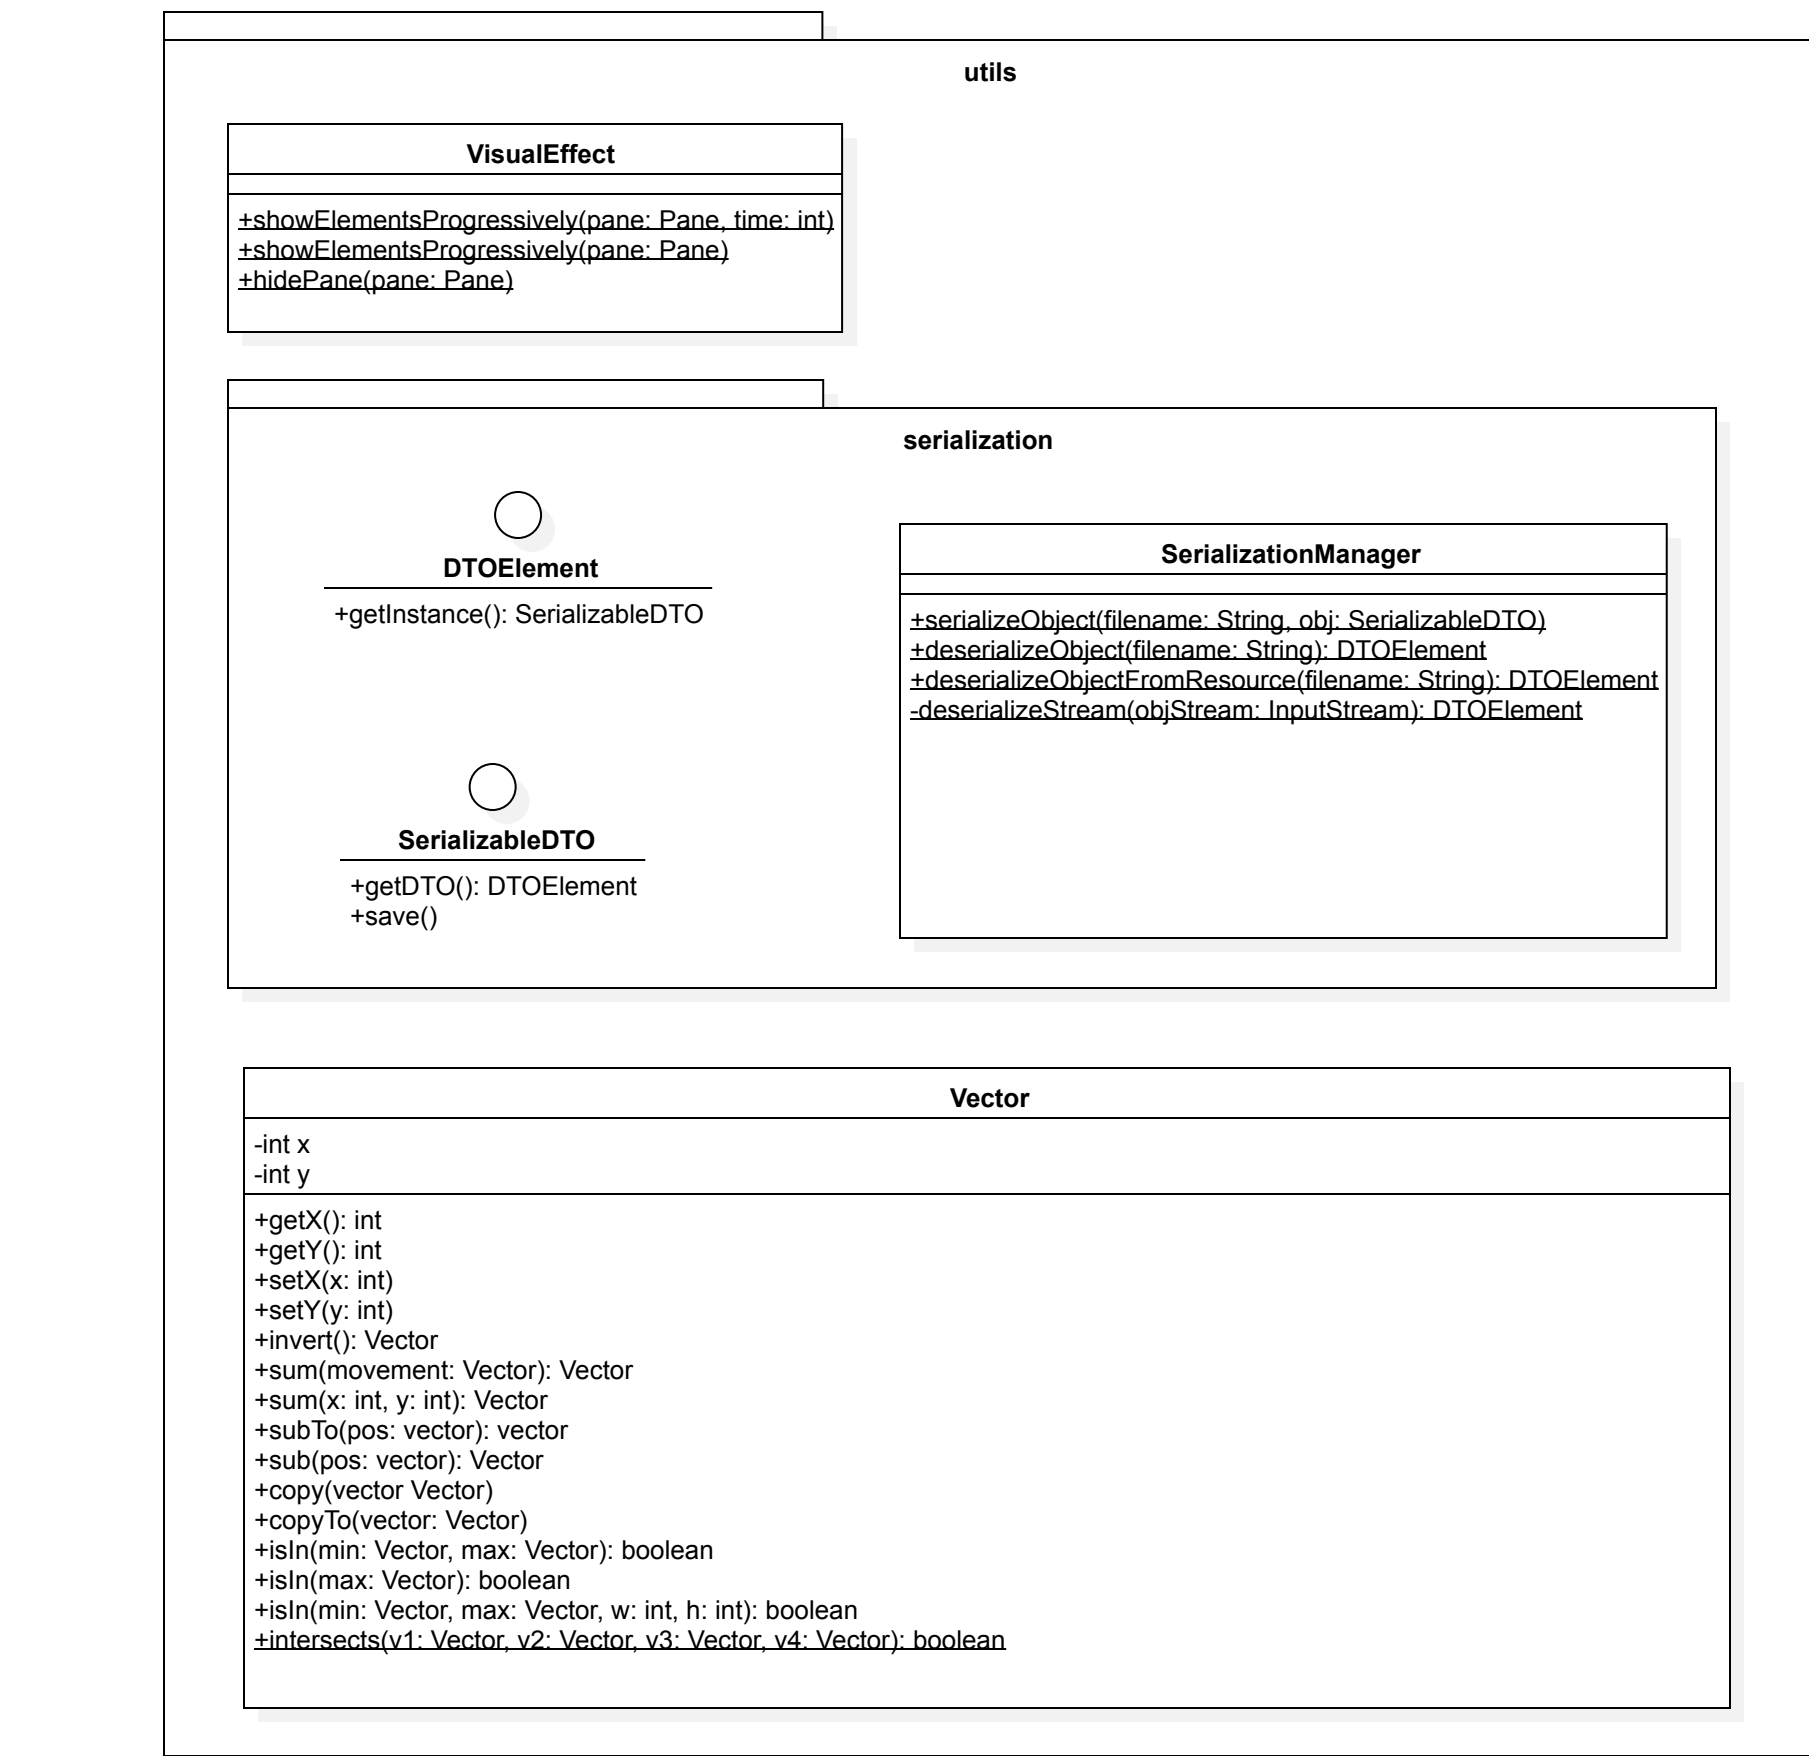 utils
VisualEffect
+showElementsProgressively(pane: Pane, time: int)
+showElementsProgressively(pane: Pane)
+hidePane(pane: Pane)
serialization
DTOElement
+getInstance(): SerializableDTO
SerializableDTO
+getDTO(): DTOElement
+save()
SerializationManager
+serializeObject(filename: String, obj: SerializableDTO)
+deserializeObject(filename: String): DTOElement
+deserializeObjectFromResource(filename: String): DTOElement
-deserializeStream(objStream: InputStream): DTOElement
Vector
-int x
-int y
+getX(): int
+getY(): int
+setX(x: int)
+setY(y: int)
+invert(): Vector
+sum(movement: Vector): Vector
+sum(x: int, y: int): Vector
+subTo(pos: vector): vector
+sub(pos: vector): Vector
+copy(vector Vector)
+copyTo(vector: Vector)
+isIn(min: Vector, max: Vector): boolean
+isIn(max: Vector): boolean
+isIn(min: Vector, max: Vector, w: int, h: int): boolean
+intersects(v1: Vector, v2: Vector, v3: Vector, v4: Vector): boolean